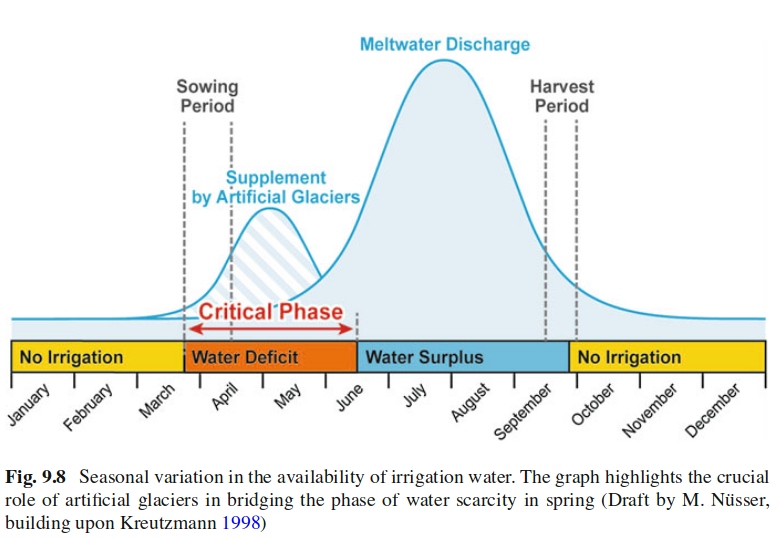 Meltwater Discharge
Sowing
Period
Harvest
Period
Supplement
by Artificial Glaciers
Critical Phase
No Irrigation
Water Deficit
Water Surplus
No Irrigation
January
February
March
April
May
June
July
August
September
October
November
December
Fig. 9.8 Seasonal variation in the availability of irrigation water. The graph highlights the crucial
role of artificial glaciers in bridging the phase of water scarcity in spring (Draft by M. Nüsser,
building upon Kreutzmann 1998)